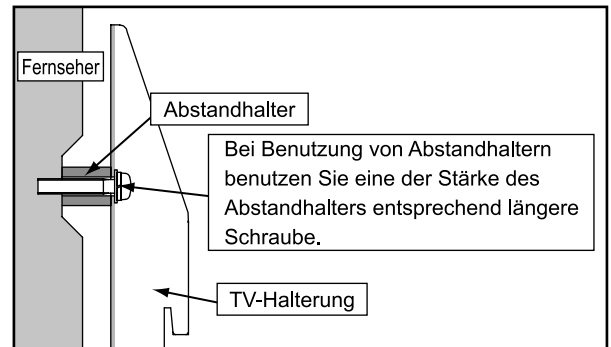 Fernseher
Abstandhalter
Bei Benutzung von Abstandhaltern
benutzen Sie eine der Stärke des
Abstandhalters entsprechend längere
Schraube.
TV-Halterung